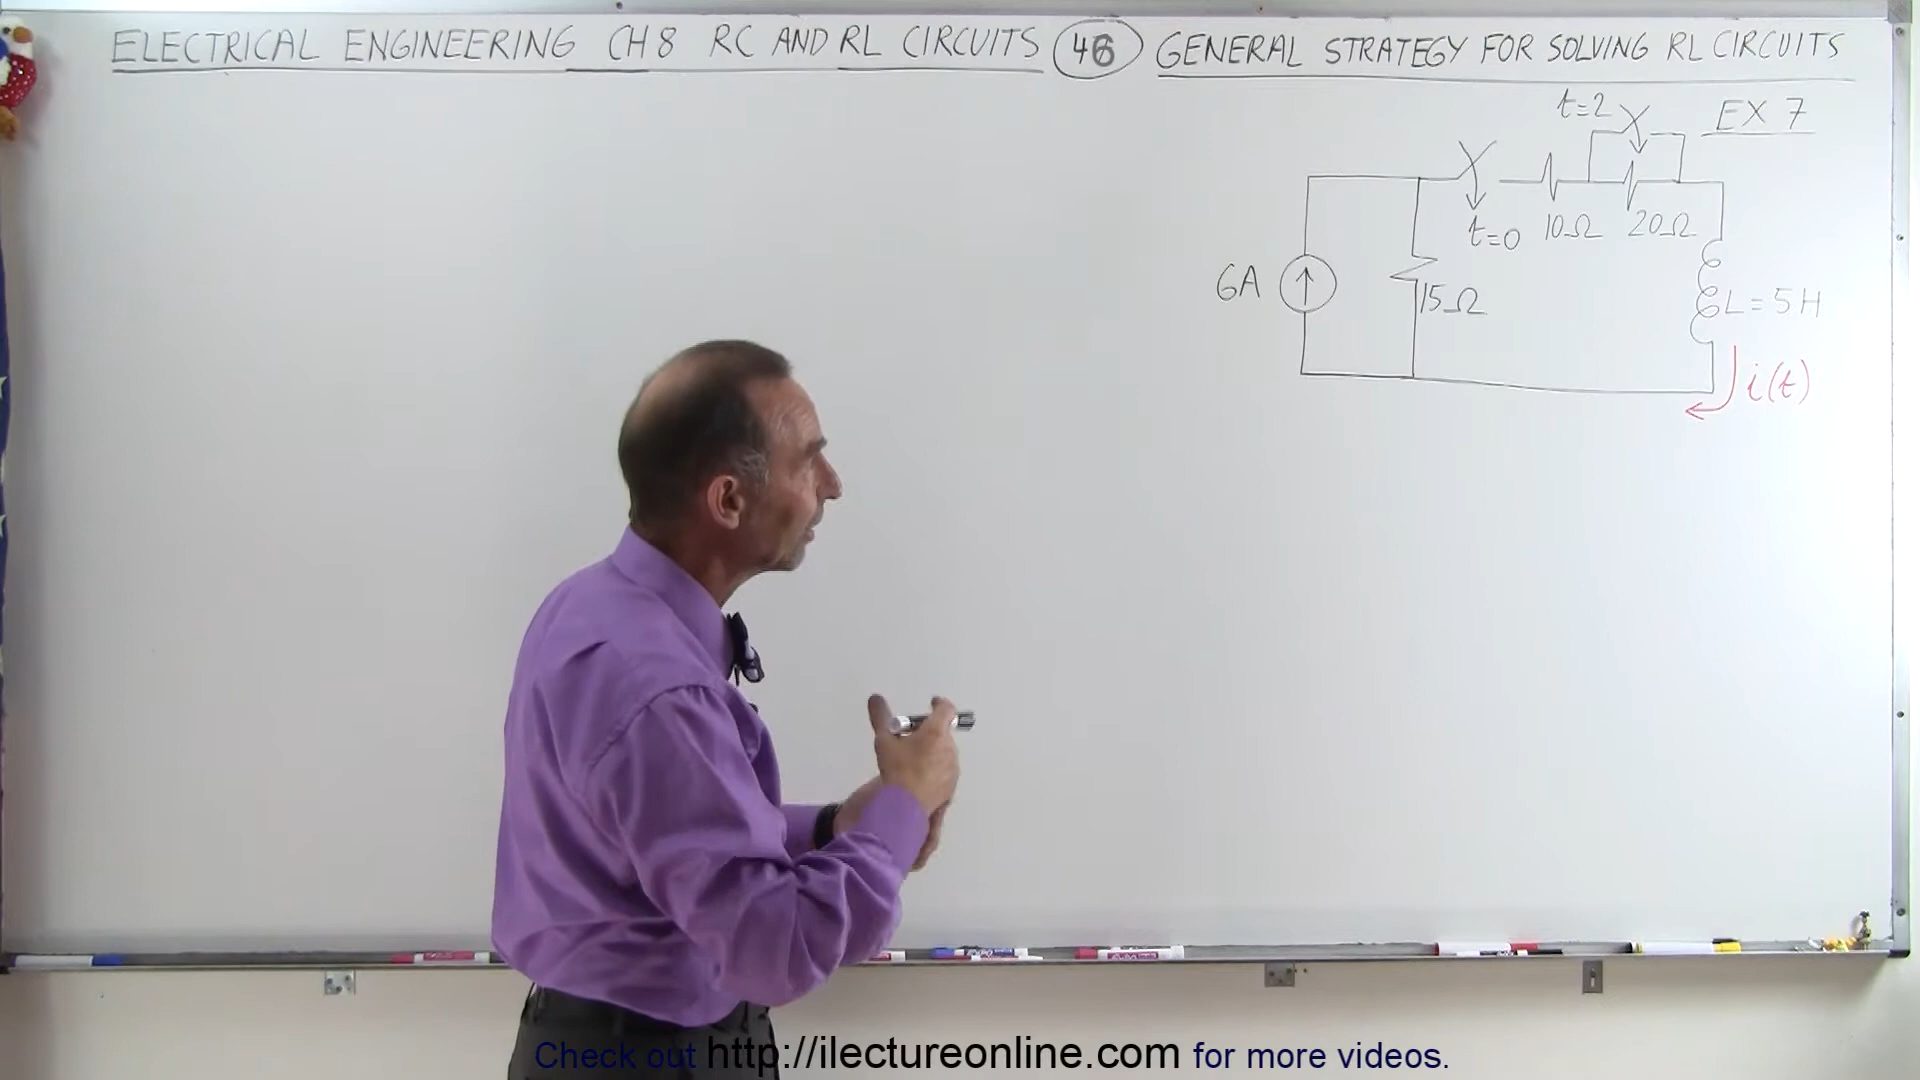 ELECTRICAL ENGINEERING CH 8 RC AND RL CIRCUITS 46 GENERAL STRATEGY FOR SOLVING RL CIRCUITS
t=2 EX 7
t=0 10Ω 20Ω
6A 15Ω L=5H
i(t)
Check out http://ilectureonline.com for more videos.